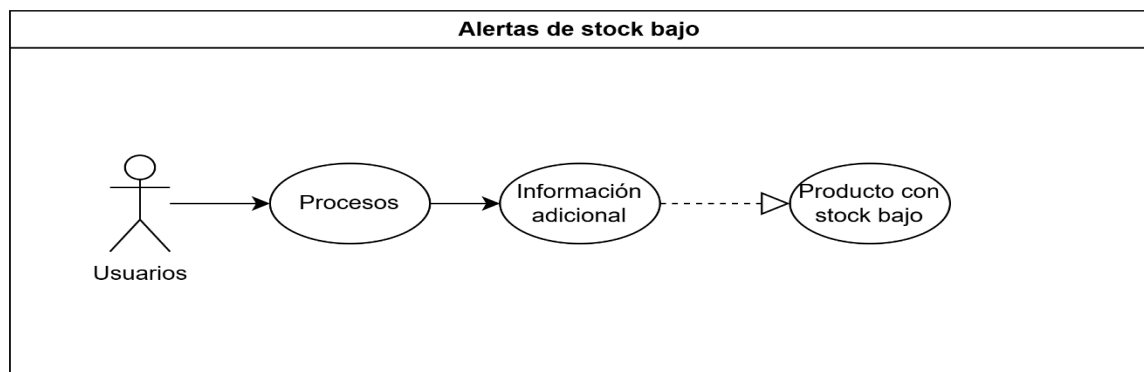 Alertas de stock bajo
Procesos
Información
adicional
Producto con
stock bajo
Usuarios